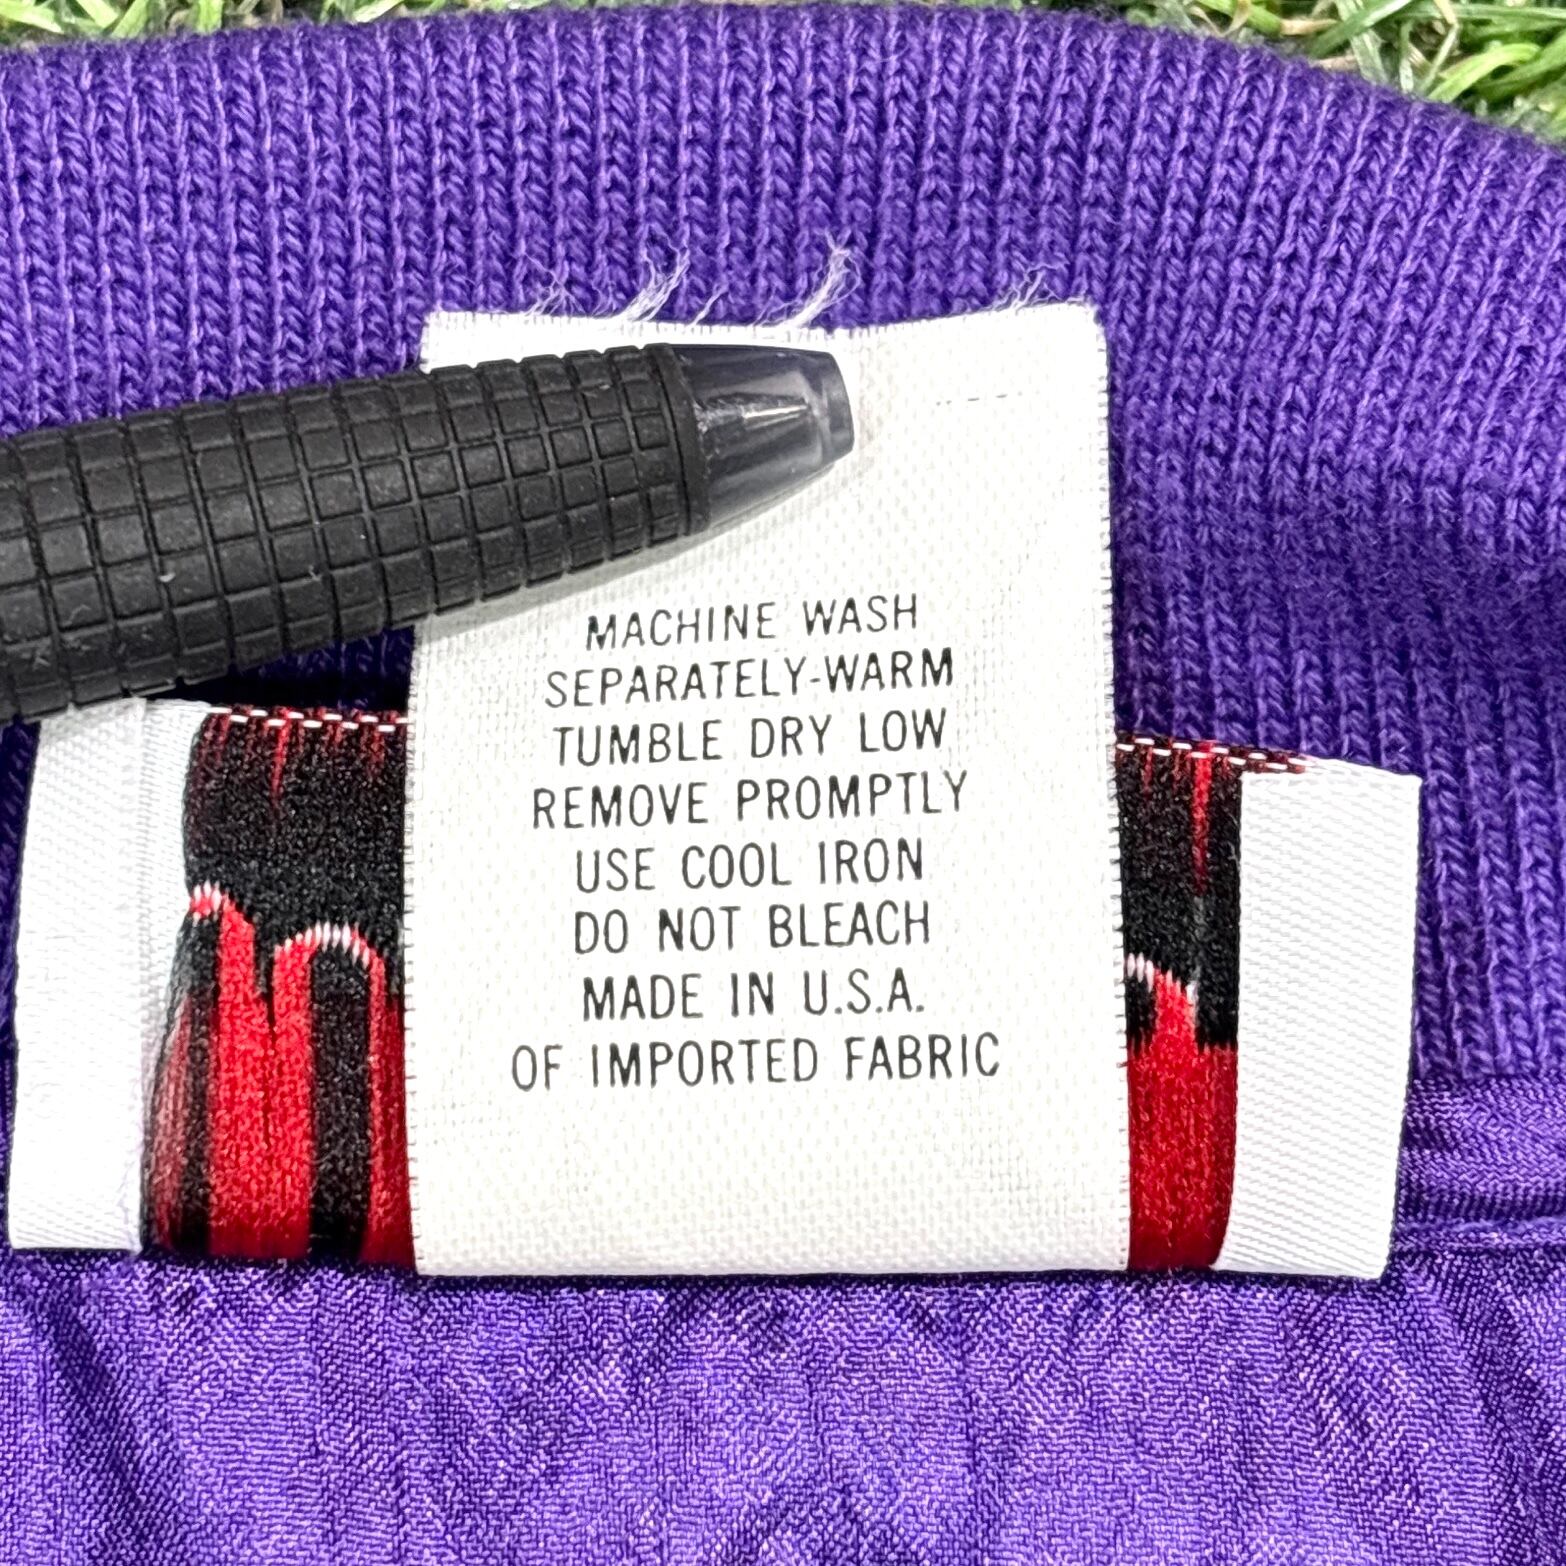 MACHINE WASH
SEPARATELY-WARM
TUMBLE DRY LOW
REMOVE PROMPTLY
USE COOL IRON
DO NOT BLEACH
MADE IN U.S.A.
OF IMPORTED FABRIC